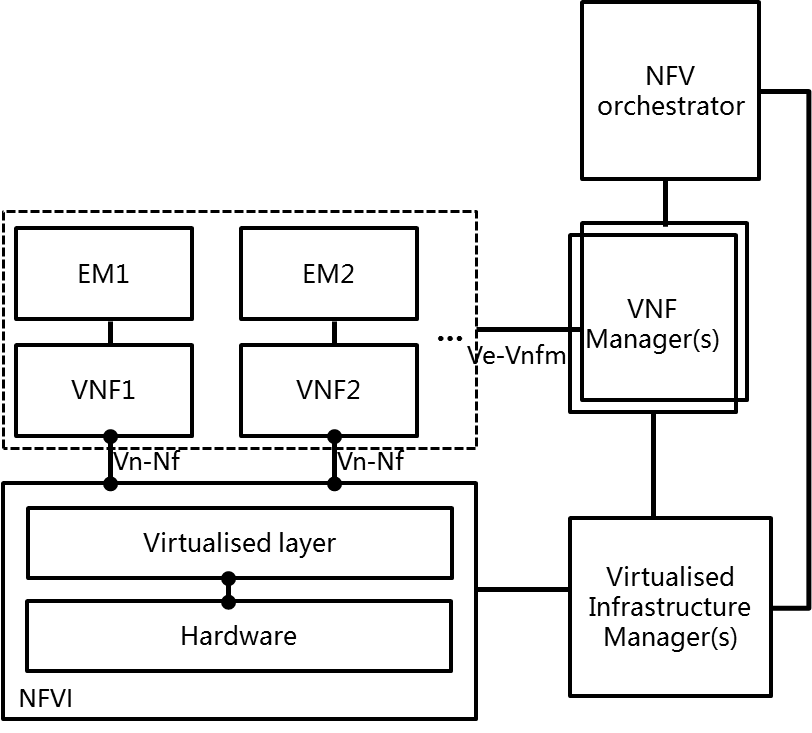 NFV
orchestrator
EM1
EM2
VNF
Manager(s)
...
Ve-Vnfm
VNF1
VNF2
Vn-Nf
Vn-Nf
Virtualised layer
Virtualised
Infrastructure
Manager(s)
Hardware
NFVI